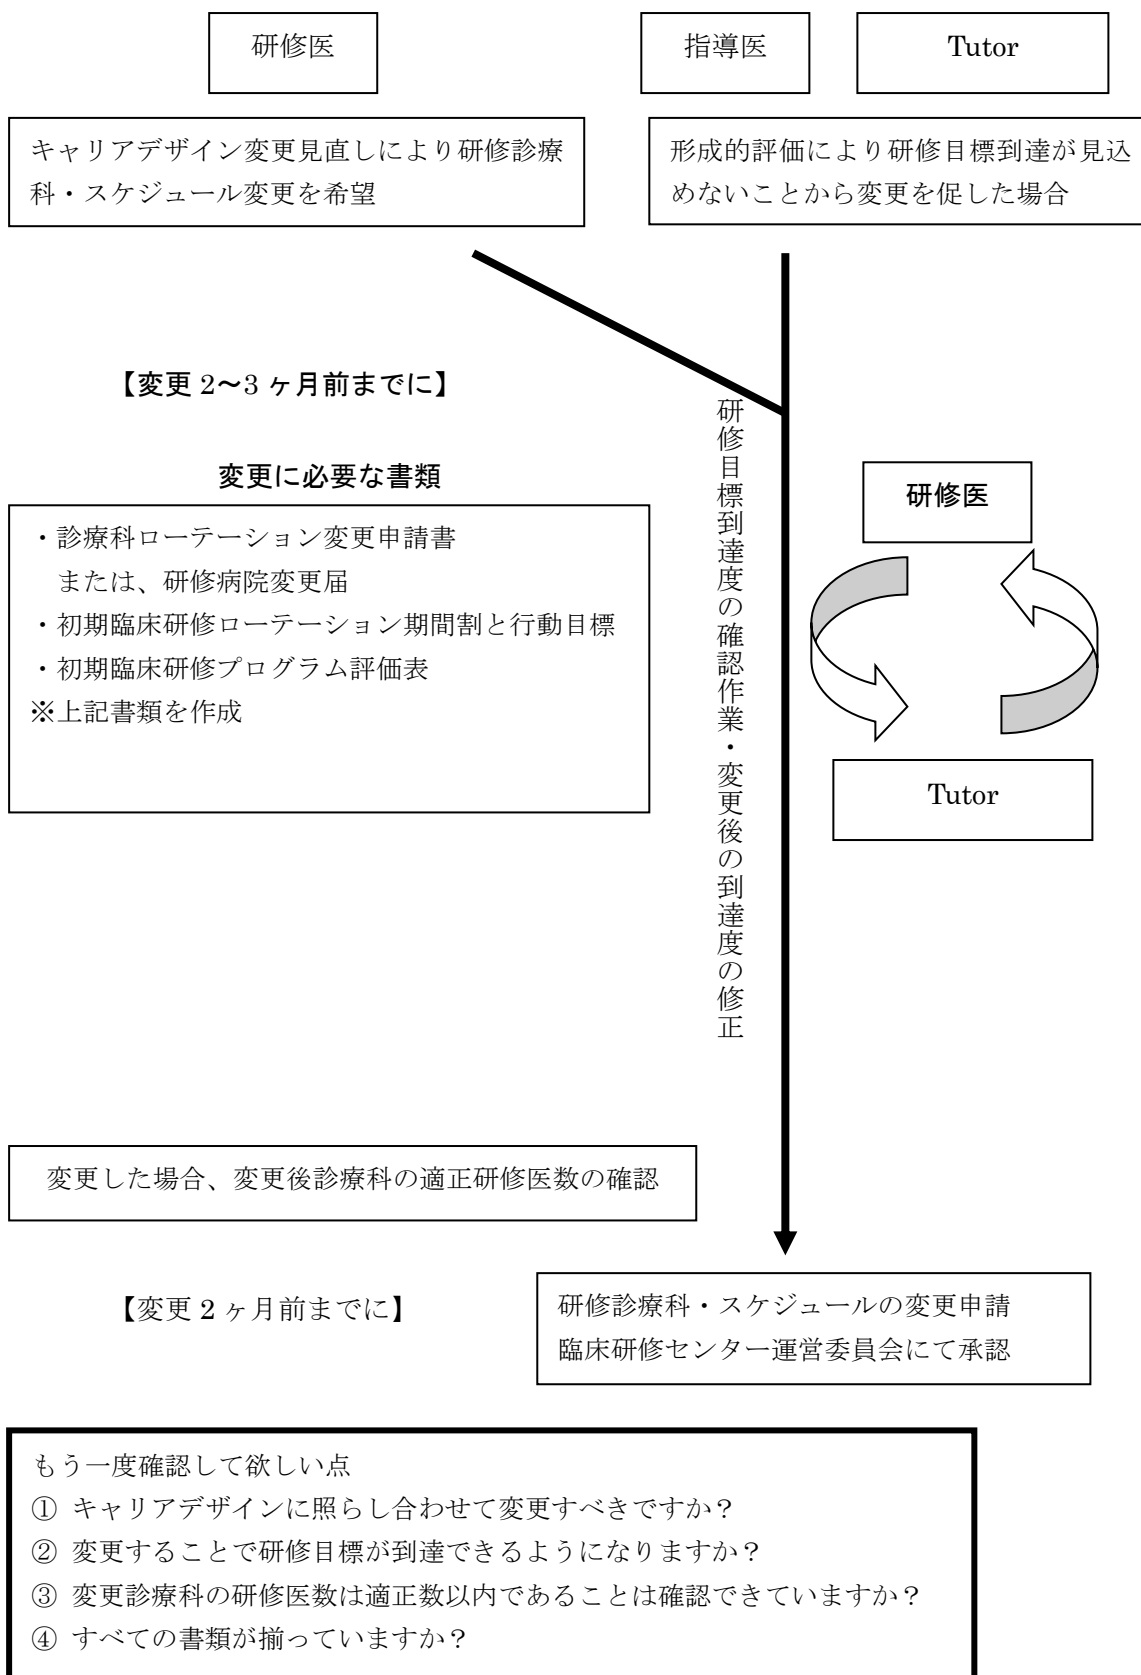 研修医
指導医
Tutor
キャリアデザイン変更見直しにより研修診療
科・スケジュール変更を希望
形成的評価により研修目標到達が見込
めないことから変更を促した場合
【変更 2～3 ヶ月前までに】
変更に必要な書類
・診療科ローテーション変更申請書
または、研修病院変更届
・初期臨床研修ローテーション期間割と行動目標
・初期臨床研修プログラム評価表
※上記書類を作成
研修目標到達度の確認作業・変更後の到達度の修正
研修医
Tutor
変更した場合、変更後診療科の適正研修医数の確認
【変更 2 ヶ月前までに】
研修診療科・スケジュールの変更申請
臨床研修センター運営委員会にて承認
もう一度確認して欲しい点
① キャリアデザインに照らし合わせて変更すべきですか？
② 変更することで研修目標が到達できるようになりますか？
③ 変更診療科の研修医数は適正数以内であることは確認できていますか？
④ すべての書類が揃っていますか？